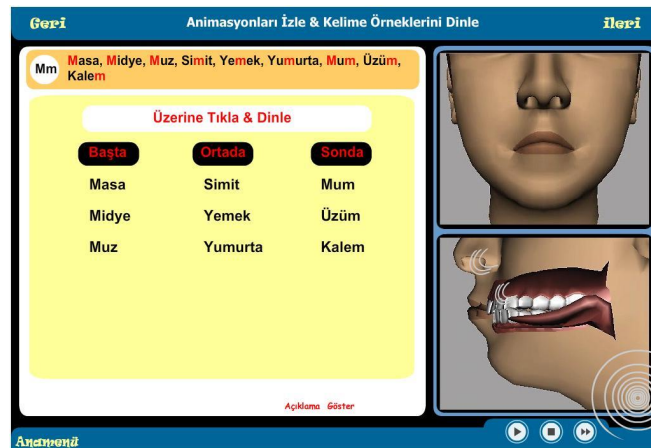 Geri Animasyonları İzle & Kelime Örneklerini Dinle ileri
Mm
Masa, Midye, Muz, Simit, Yemek, Yumurta, Mum, Üzüm,
Kalem
Üzerine Tıkla & Dinle
Başta Ortada Sonda
Masa Simit Mum
Midye Yemek Üzüm
Muz Yumurta Kalem
Açıklama Göster
Anamenü